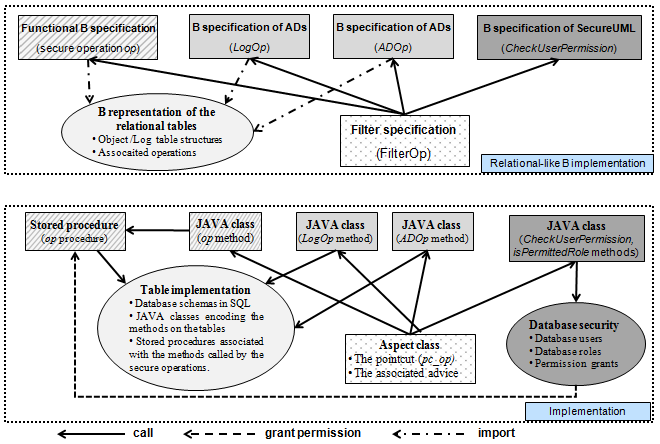 Functional B specification
(secure operation op)
B specification of ADs
(LogOp)
B specification of ADs
(ADOp)
B specification of SecureUML
(CheckUserPermission)
B representation of the
relational tables
• Object /Log table structures
• Assocaited operations
Filter specification
(FilterOp)
Relational-like B implementation
Stored procedure
(op procedure)
JAVA class
(op method)
JAVA class
(LogOp method)
JAVA class
(ADOp method)
JAVA class
(CheckUserPermission,
isPermittedRole methods)
Table implementation
• Database schemas in SQL
• JAVA classes encoding the
methods on the tables
• Stored procedures associated
with the methods called by the
secure operations.
Aspect class
• The pointcut (pc_op)
• The associated advice
Database security
• Database users
• Database roles
• Permission grants
Implementation
call
grant permission
import